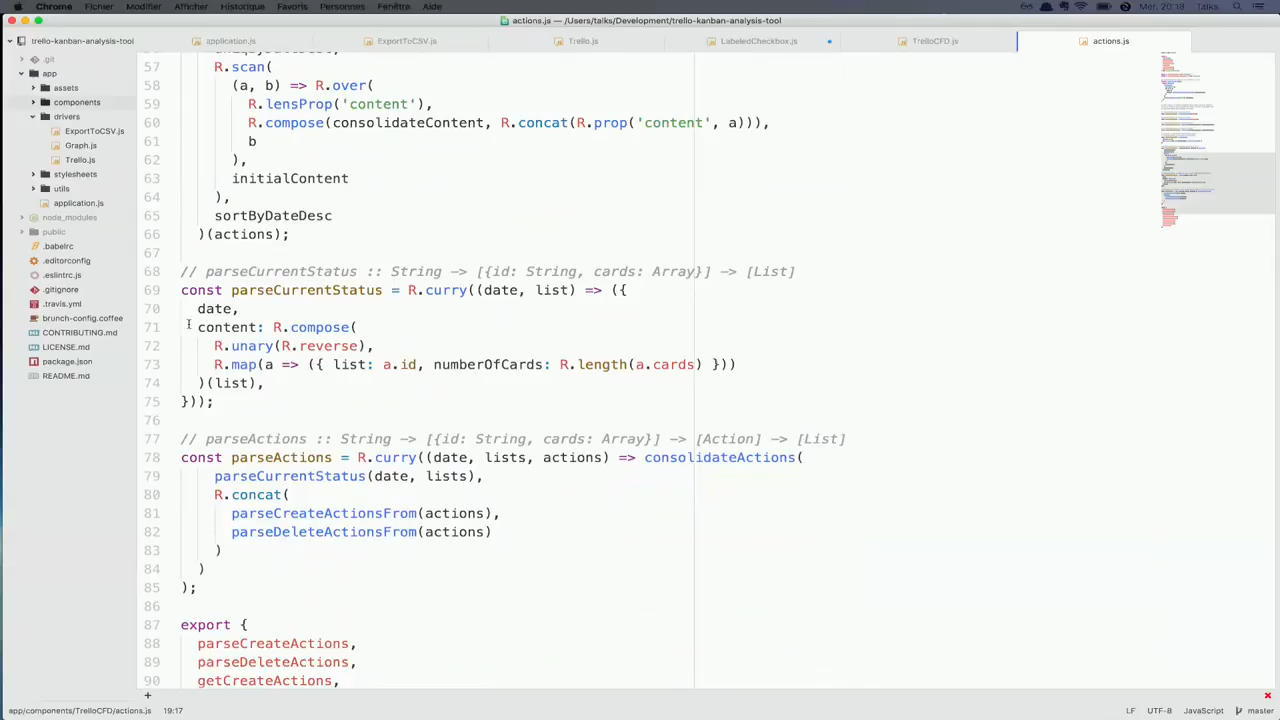 Chrome Fichier Modifier Afficher Historique Favoris Personnes Fenêtre Aide Mer. 20:18 Talks
actions.js — /Users/talks/Development/trello-kanban-analysis-tool
trello-kanban-analysis-tool application.js ExportToCSV.js Trello.js LabeledCheckbox.js TrelloCFD.js actions.js
.git
app
assets
components
drivers
ExportToCSV.js
Graph.js
Trello.js
stylesheets
utils
application.js
node_modules
public
.babelrc
.editorconfig
.eslintrc.js
.gitignore
.travis.yml
brunch-config.coffee
CONTRIBUTING.md
LICENSE.md
package.json
README.md
57 R.scan(
58 (a, b) => R.over(
59 R.lensProp('content'),
60 R.compose(consolidateContent, concat(R.prop('content', a))),
61 b
62 ),
63 initialContent
64 ),
65 sortByDateDesc
66 )(actions);
67
68 // parseCurrentStatus :: String -> [{id: String, cards: Array}] -> [List]
69 const parseCurrentStatus = R.curry((date, list) => ({
70 date,
71 content: R.compose(
72 R.unary(R.reverse),
73 R.map(a => ({ list: a.id, numberOfCards: R.length(a.cards) }))
74 )(list),
75 }));
76
77 // parseActions :: String -> [{id: String, cards: Array}] -> [Action] -> [List]
78 const parseActions = R.curry((date, lists, actions) => consolidateActions(
79 parseCurrentStatus(date, lists),
80 R.concat(
81 parseCreateActionsFrom(actions),
82 parseDeleteActionsFrom(actions)
83 )
84 )
85 );
86
87 export {
88 parseCreateActions,
89 parseDeleteActions,
90 getCreateActions,
+
app/components/TrelloCFD/actions.js 19:17 LF UTF-8 JavaScript master